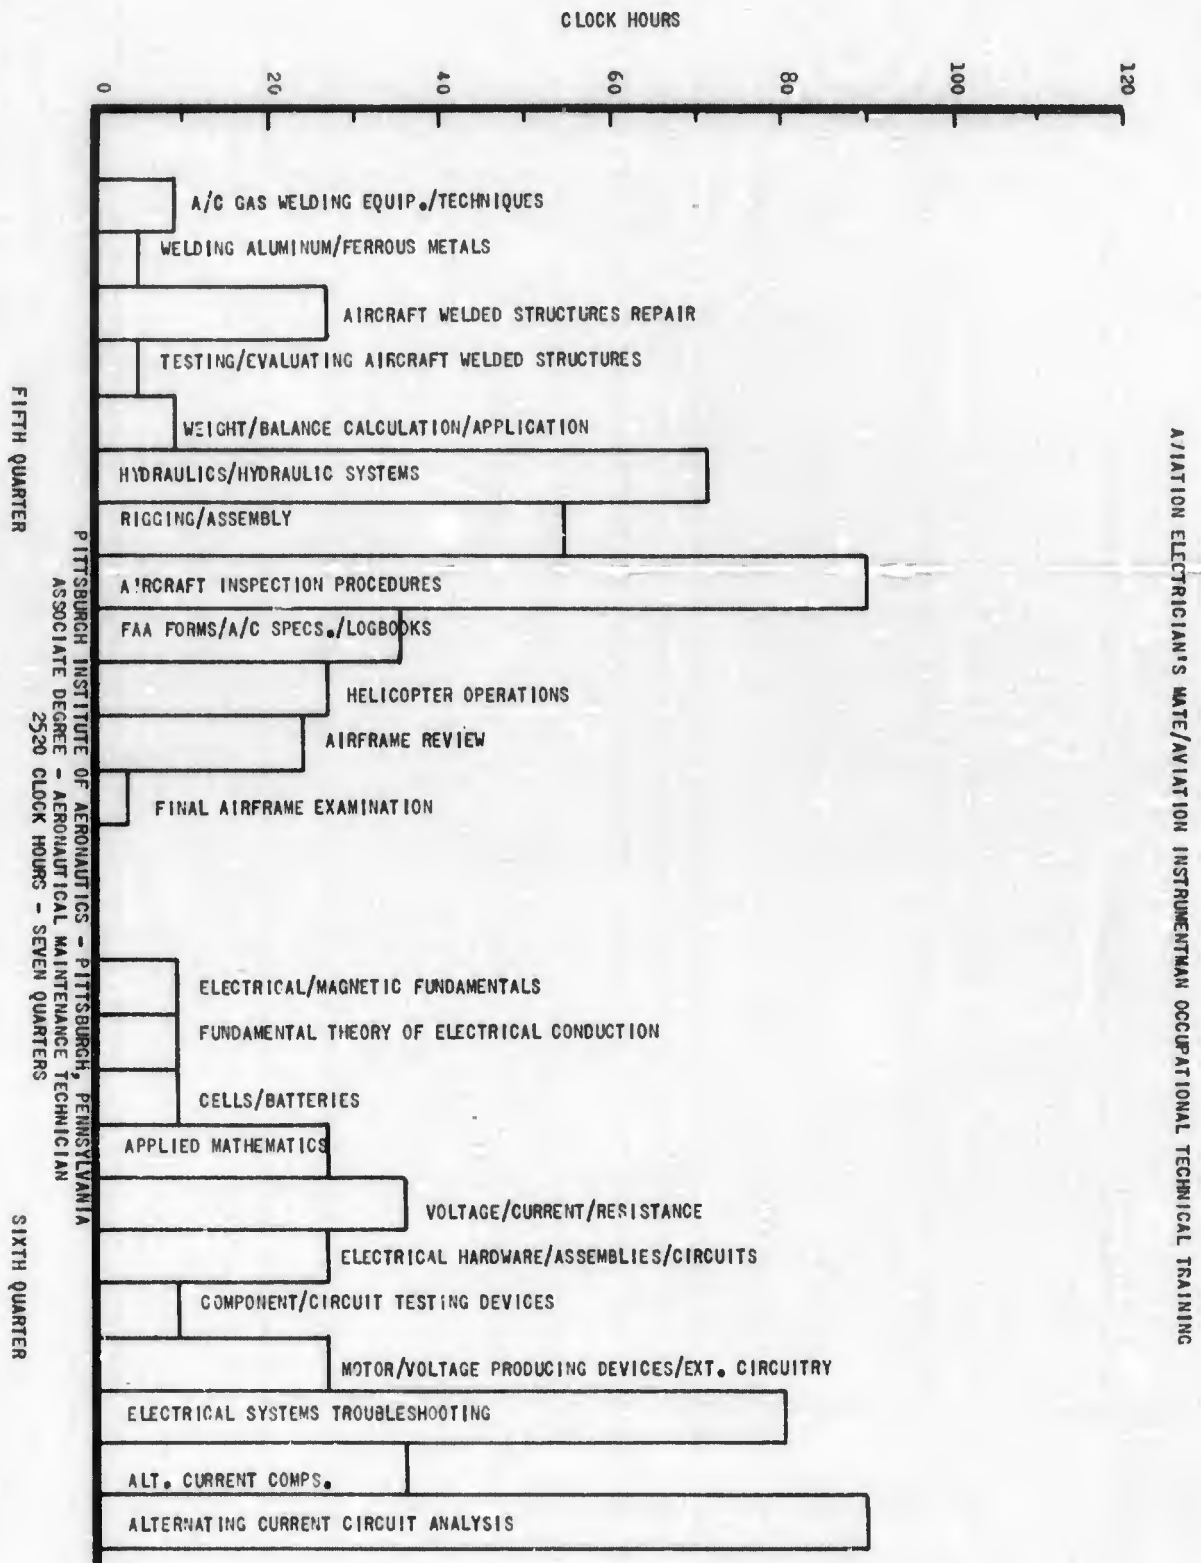 CLOCK HOURS
0
20
40
60
80
100
120
AVIATION ELECTRICIAN'S MATE/AVIATION INSTRUMENTMAN OCCUPATIONAL TECHNICAL TRAINING
A/C GAS WELDING EQUIP./TECHNIQUES
WELDING ALUMINUM/FERROUS METALS
AIRCRAFT WELDED STRUCTURES REPAIR
TESTING/EVALUATING AIRCRAFT WELDED STRUCTURES
WEIGHT/BALANCE CALCULATION/APPLICATION
HYDRAULICS/HYDRAULIC SYSTEMS
RIGGING/ASSEMBLY
AIRCRAFT INSPECTION PROCEDURES
FAA FORMS/A/C SPECS./LOGBOOKS
HELICOPTER OPERATIONS
AIRFRAME REVIEW
FINAL AIRFRAME EXAMINATION
FIFTH QUARTER
ELECTRICAL/MAGNETIC FUNDAMENTALS
FUNDAMENTAL THEORY OF ELECTRICAL CONDUCTION
CELLS/BATTERIES
APPLIED MATHEMATICS
VOLTAGE/CURRENT/RESISTANCE
ELECTRICAL HARDWARE/ASSEMBLIES/CIRCUITS
COMPONENT/CIRCUIT TESTING DEVICES
MOTOR/VOLTAGE PRODUCING DEVICES/EXT. CIRCUITRY
ELECTRICAL SYSTEMS TROUBLESHOOTING
ALT. CURRENT COMPS.
ALTERNATING CURRENT CIRCUIT ANALYSIS
SIXTH QUARTER
PITTSBURGH INSTITUTE OF AERONAUTICS - PITTSBURGH, PENNSYLVANIA
ASSOCIATE DEGREE - AERONAUTICAL MAINTENANCE TECHNICIAN
2520 CLOCK HOURS - SEVEN QUARTERS